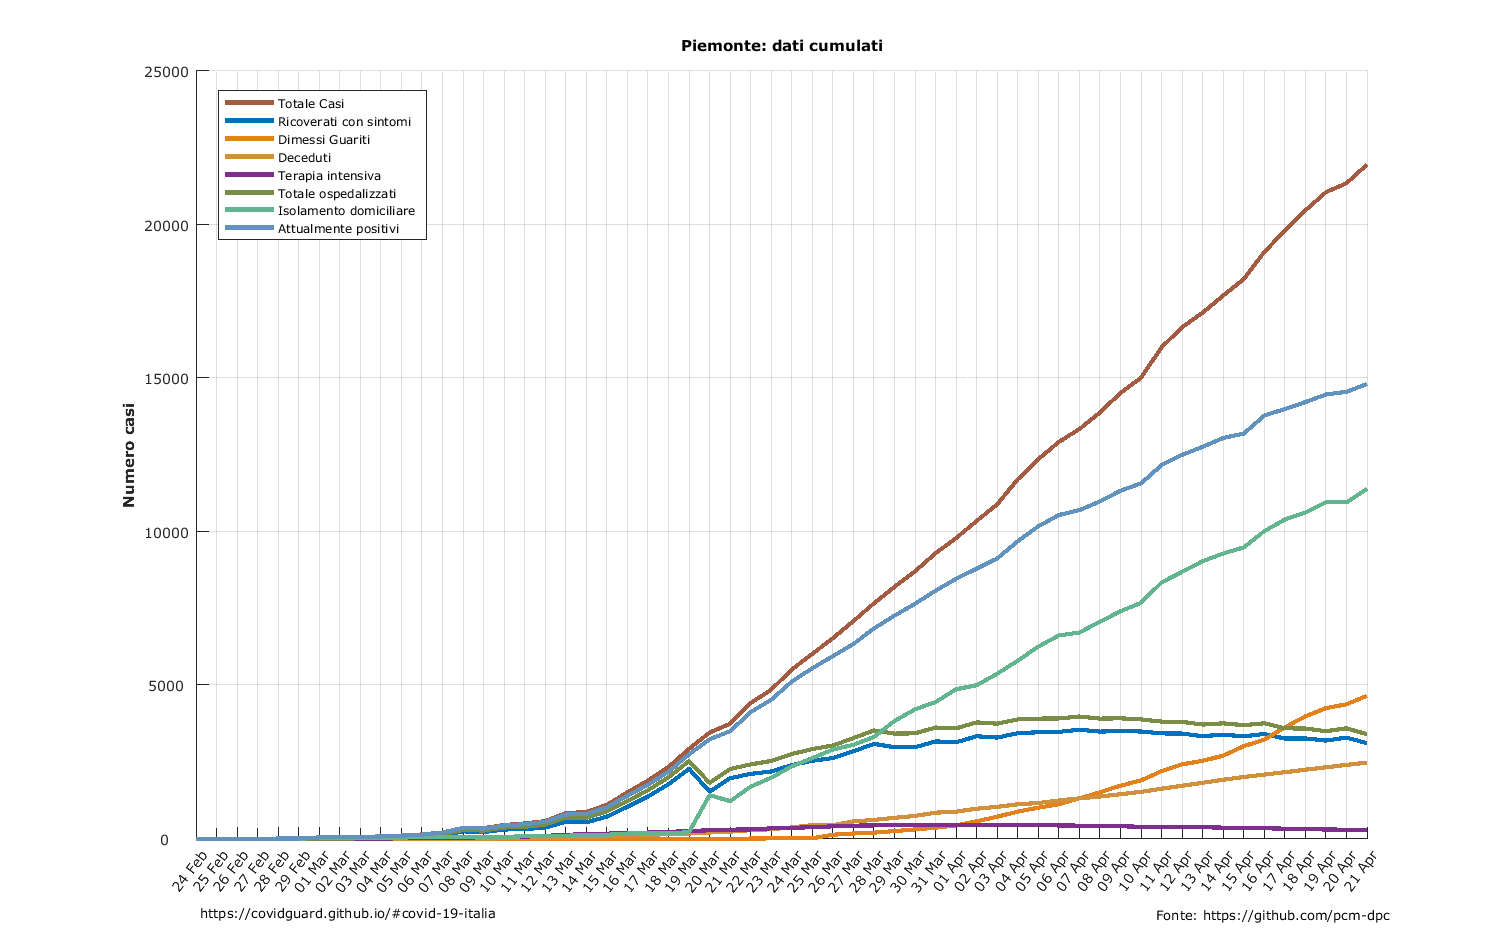 Piemonte: dati cumulati
25000
20000
15000
10000
5000
0
Numero casi
Totale Casi
Ricoverati con sintomi
Dimessi Guariti
Deceduti
Terapia intensiva
Totale ospedalizzati
Isolamento domiciliare
Attualmente positivi
24 Feb
25 Feb
26 Feb
27 Feb
28 Feb
29 Feb
01 Mar
02 Mar
03 Mar
04 Mar
05 Mar
06 Mar
07 Mar
08 Mar
09 Mar
10 Mar
11 Mar
12 Mar
13 Mar
14 Mar
15 Mar
16 Mar
17 Mar
18 Mar
19 Mar
20 Mar
21 Mar
22 Mar
23 Mar
24 Mar
25 Mar
26 Mar
27 Mar
28 Mar
29 Mar
30 Mar
31 Mar
01 Apr
02 Apr
03 Apr
04 Apr
05 Apr
06 Apr
07 Apr
08 Apr
09 Apr
10 Apr
11 Apr
12 Apr
13 Apr
14 Apr
15 Apr
16 Apr
17 Apr
18 Apr
19 Apr
20 Apr
21 Apr
https://covidguard.github.io/#covid-19-italia
Fonte: https://github.com/pcm-dpc